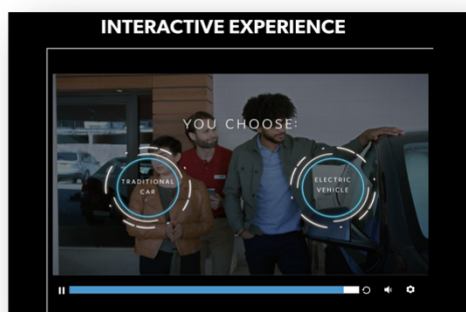 INTERACTIVE EXPERIENCE
YOU CHOOSE:
TRADITIONAL
CAR
ELECTRIC
VEHICLE